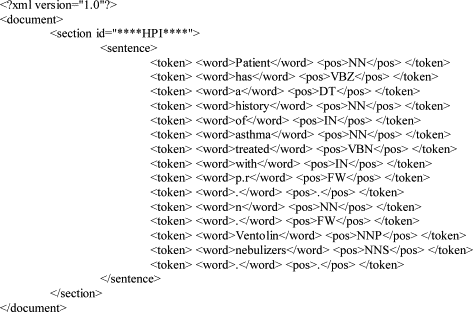 <?xml version="1.0"?>
<document>
<section id="****HPI****">
<sentence>
<token> <word>Patient</word> <pos>NN</pos> </token>
<token> <word>has</word> <pos>VBZ</pos> </token>
<token> <word>a</word> <pos>DT</pos> </token>
<token> <word>history</word> <pos>NN</pos> </token>
<token> <word>of</word> <pos>IN</pos> </token>
<token> <word>asthma</word> <pos>NN</pos> </token>
<token> <word>treated</word> <pos>VBN</pos> </token>
<token> <word>with</word> <pos>IN</pos> </token>
<token> <word>p.r</word> <pos>FW</pos> </token>
<token> <word>.</word> <pos>.</pos> </token>
<token> <word>n</word> <pos>NN</pos> </token>
<token> <word>.</word> <pos>FW</pos> </token>
<token> <word>Ventolin</word> <pos>NNP</pos> </token>
<token> <word>nebulizers</word> <pos>NNS</pos> </token>
<token> <word>.</word> <pos>.</pos> </token>
</sentence>
</section>
</document>